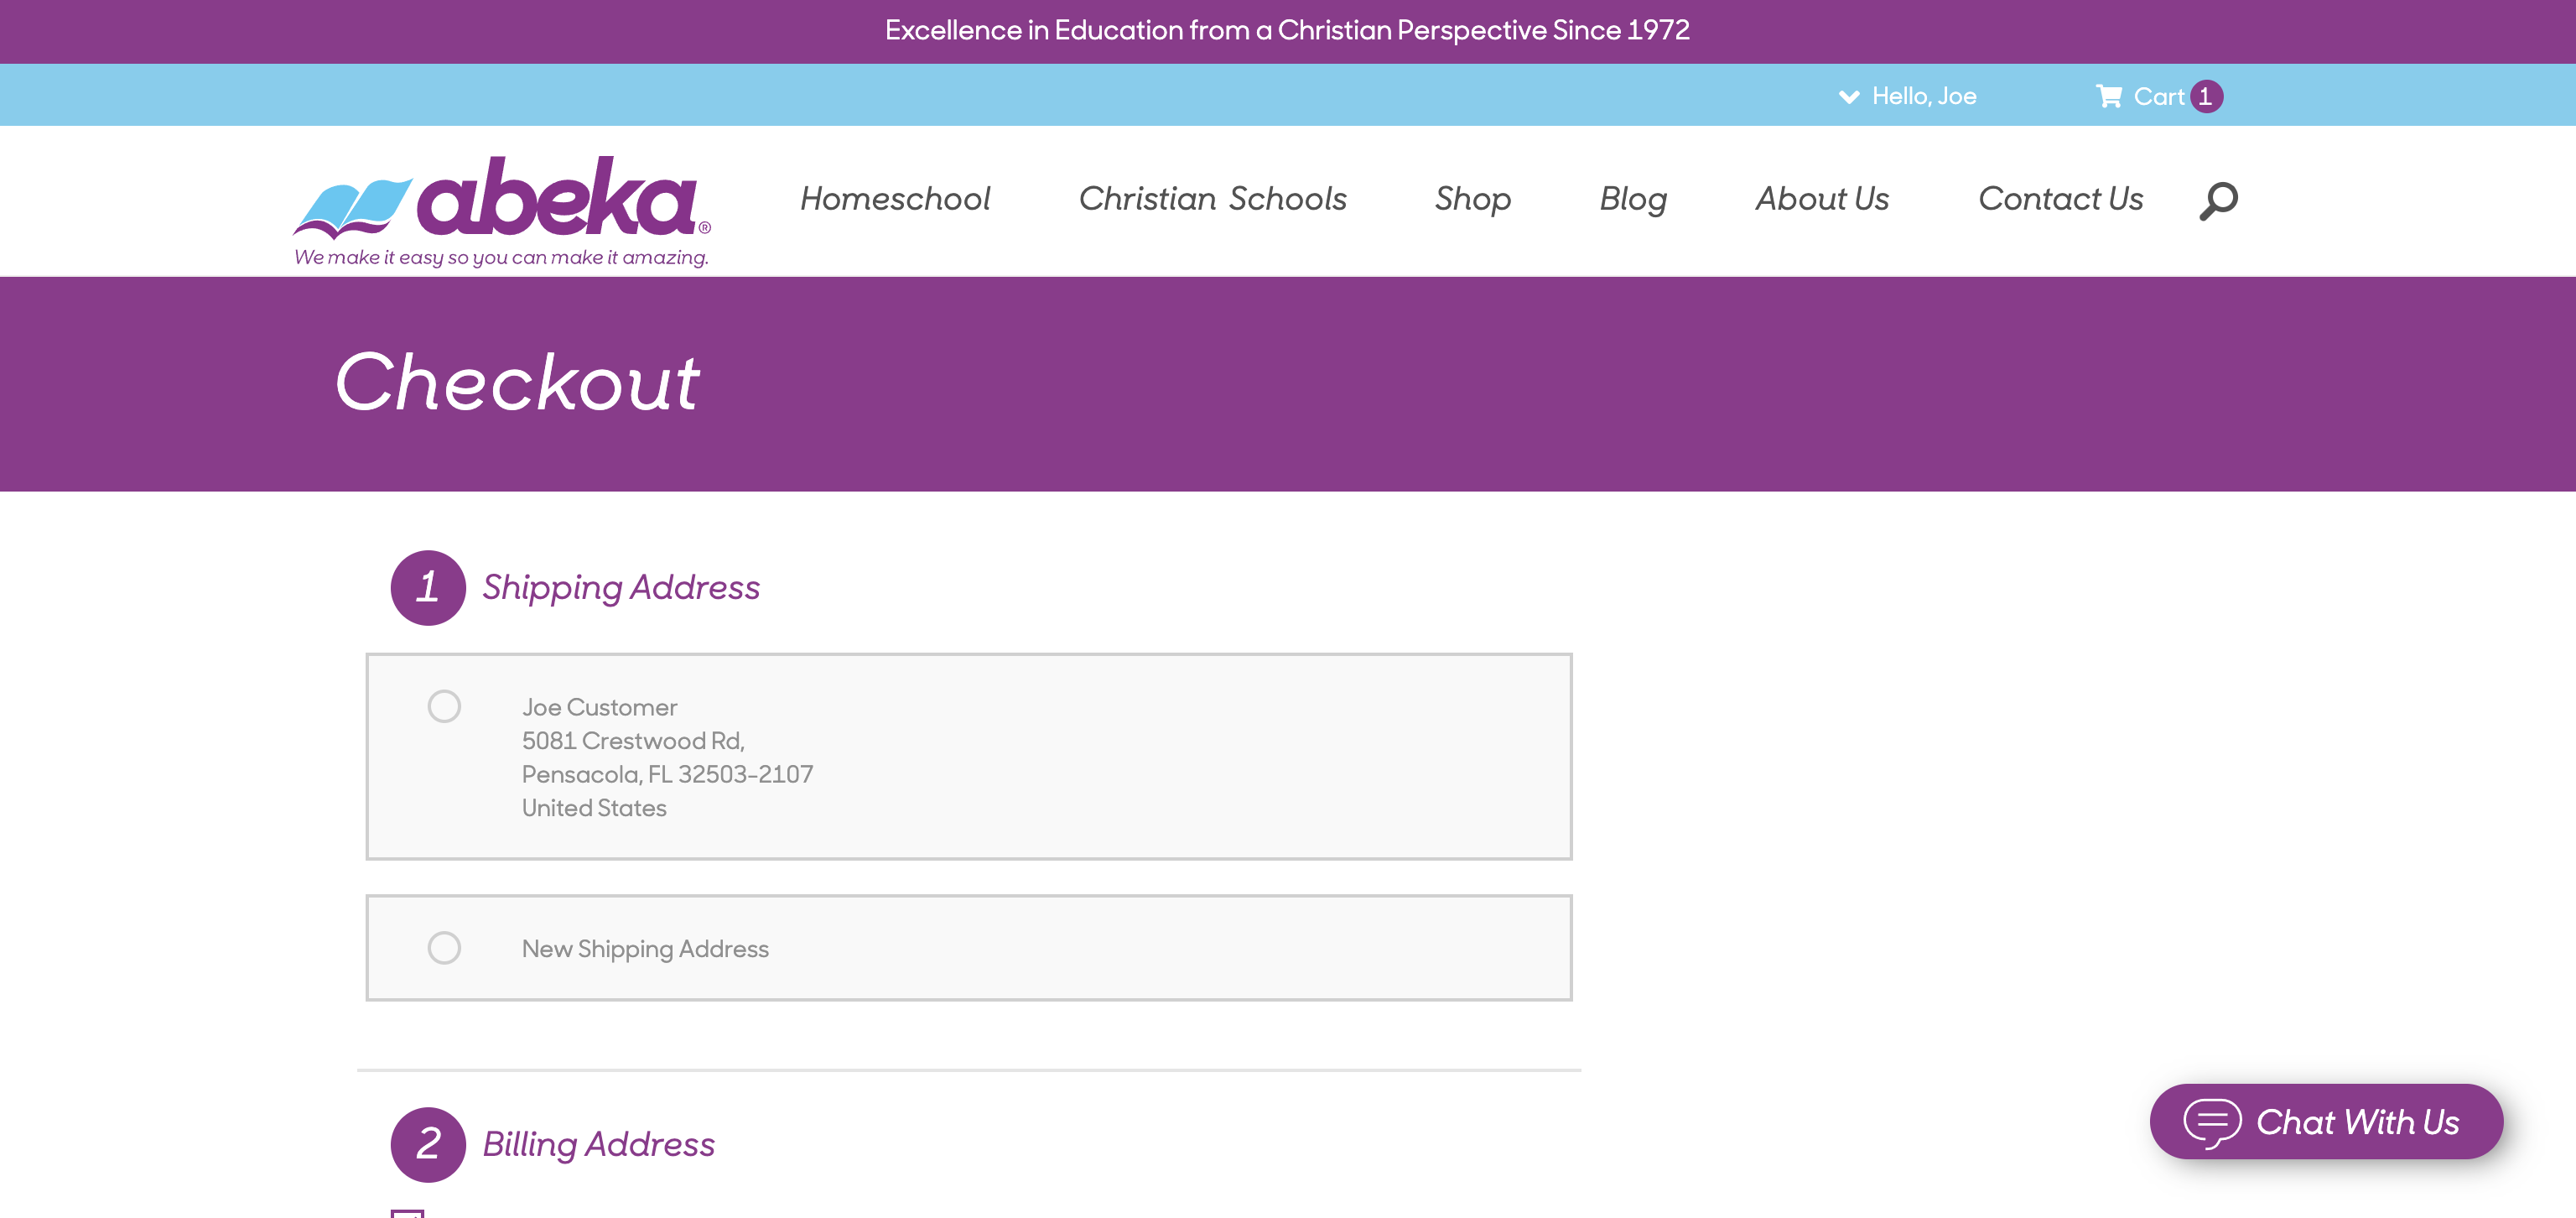 Excellence in Education from a Christian Perspective Since 1972
Hello, Joe
Cart 1
abeka®
We make it easy so you can make it amazing.
Homeschool
Christian Schools
Shop
Blog
About Us
Contact Us
Checkout
1 Shipping Address
Joe Customer
5081 Crestwood Rd,
Pensacola, FL 32503-2107
United States
New Shipping Address
2 Billing Address
Chat With Us